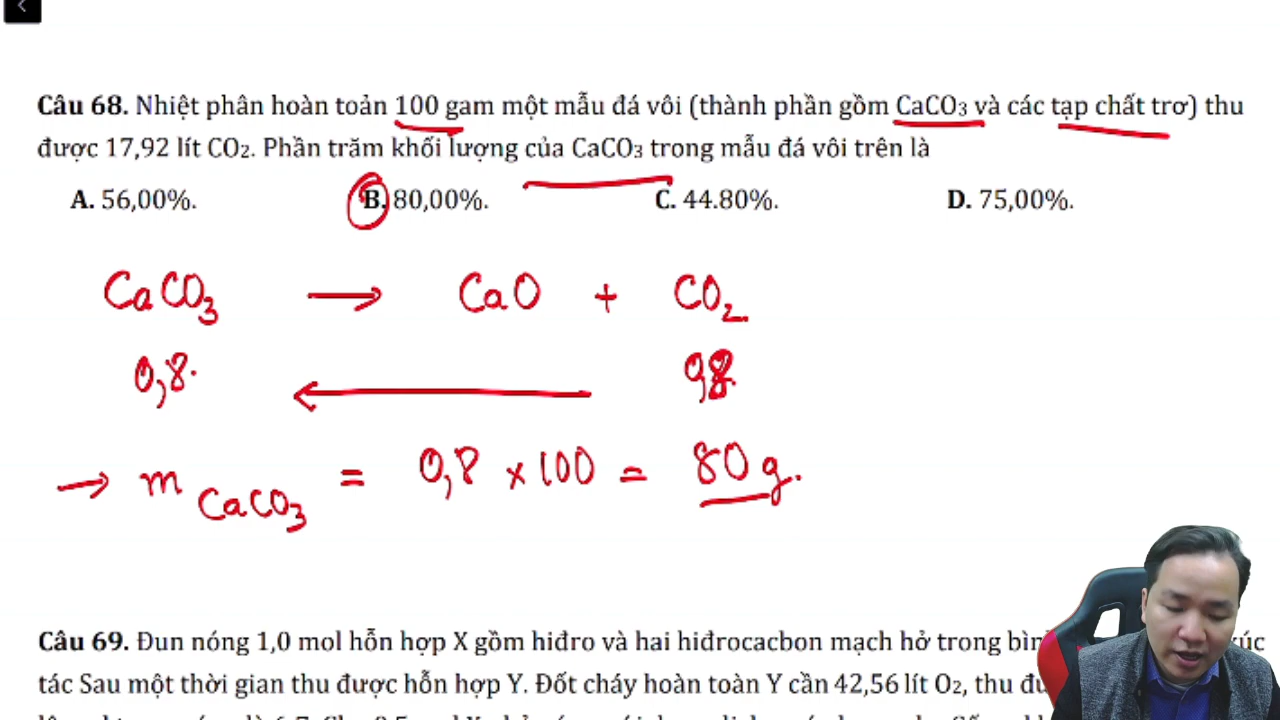 Câu 68. Nhiệt phân hoàn toản 100 gam một mẫu đá vôi (thành phần gồm CaCO₃ và các tạp chất trơ) thu
được 17,92 lít CO₂. Phần trăm khối lượng của CaCO₃ trong mẫu đá vôi trên là
A. 56,00%. B. 80,00%. C. 44.80%. D. 75,00%.
CaCO₃ → CaO + CO₂
0,8 ← 0,8
→ m CaCO₃ = 0,8 × 100 = 80 g.
Câu 69. Đun nóng 1,0 mol hỗn hợp X gồm hiđro và hai hiđrocacbon mạch hở trong
tác Sau một thời gian thu được hỗn hợp Y. Đốt cháy hoàn toàn Y cần 42,56 lít O₂, thu